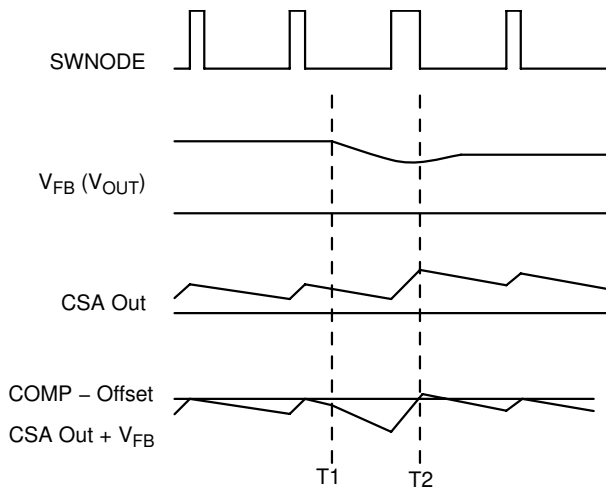 SWNODE
V_FB (V_OUT)
CSA Out
COMP – Offset
CSA Out + V_FB
T1 T2